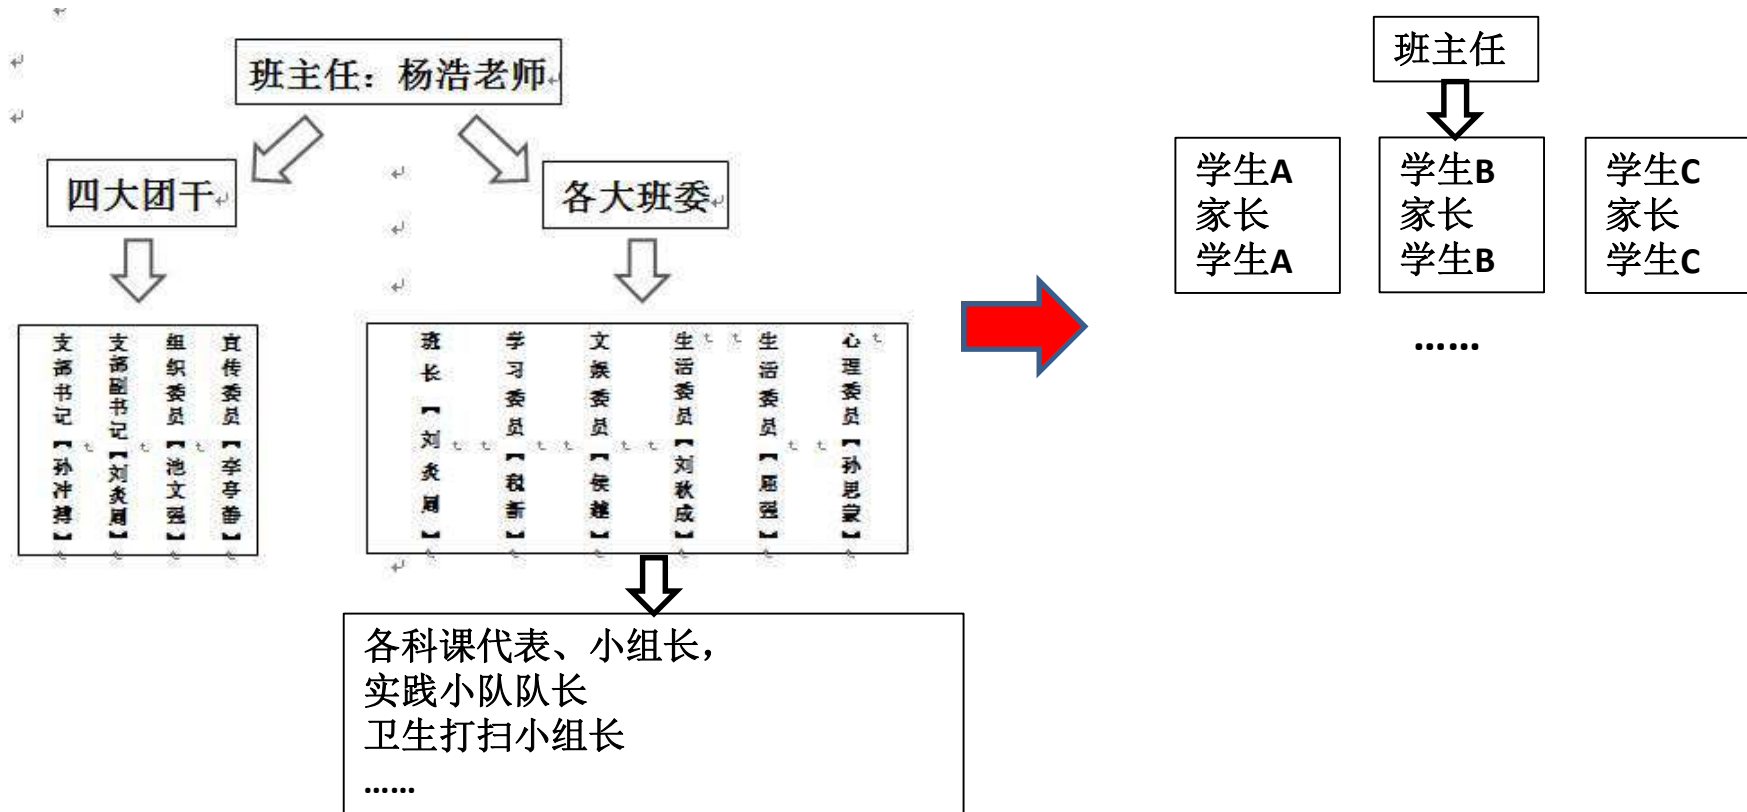 班主任：杨浩老师
四大团干
各大班委
支部书记【孙冲搏】
支部副书记【刘炎周】
组织委员【池文强】
宣传委员【李亭静】
班长【刘炎周】
学习委员【税新】
文娱委员【侯越】
生活委员【刘秋成】
生活委员【屈强】
心理委员【孙思蒙】
各科课代表、小组长，
实践小队队长
卫生打扫小组长
……
班主任
学生A
家长
学生A
学生B
家长
学生B
学生C
家长
学生C
……